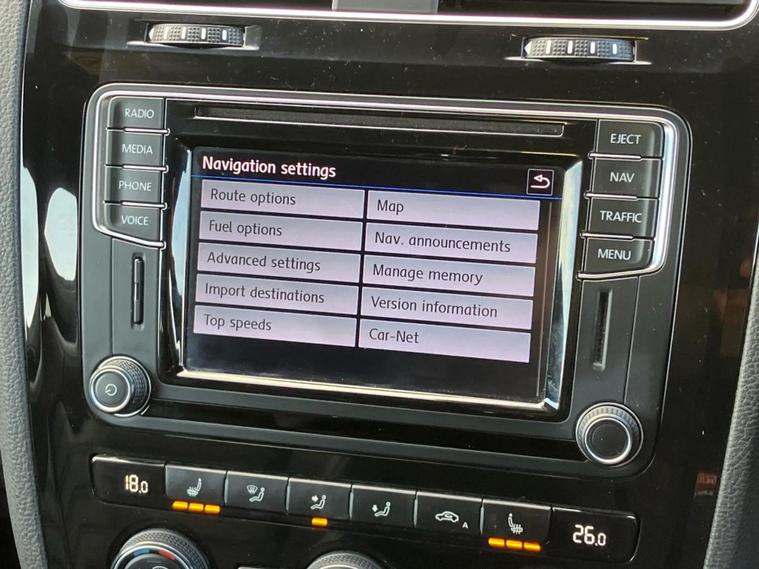 RADIO
MEDIA
PHONE
VOICE
Navigation settings
Route options
Map
Fuel options
Nav. announcements
Advanced settings
Manage memory
Import destinations
Version information
Top speeds
Car-Net
EJECT
NAV
TRAFFIC
MENU
18.0
A
26.0